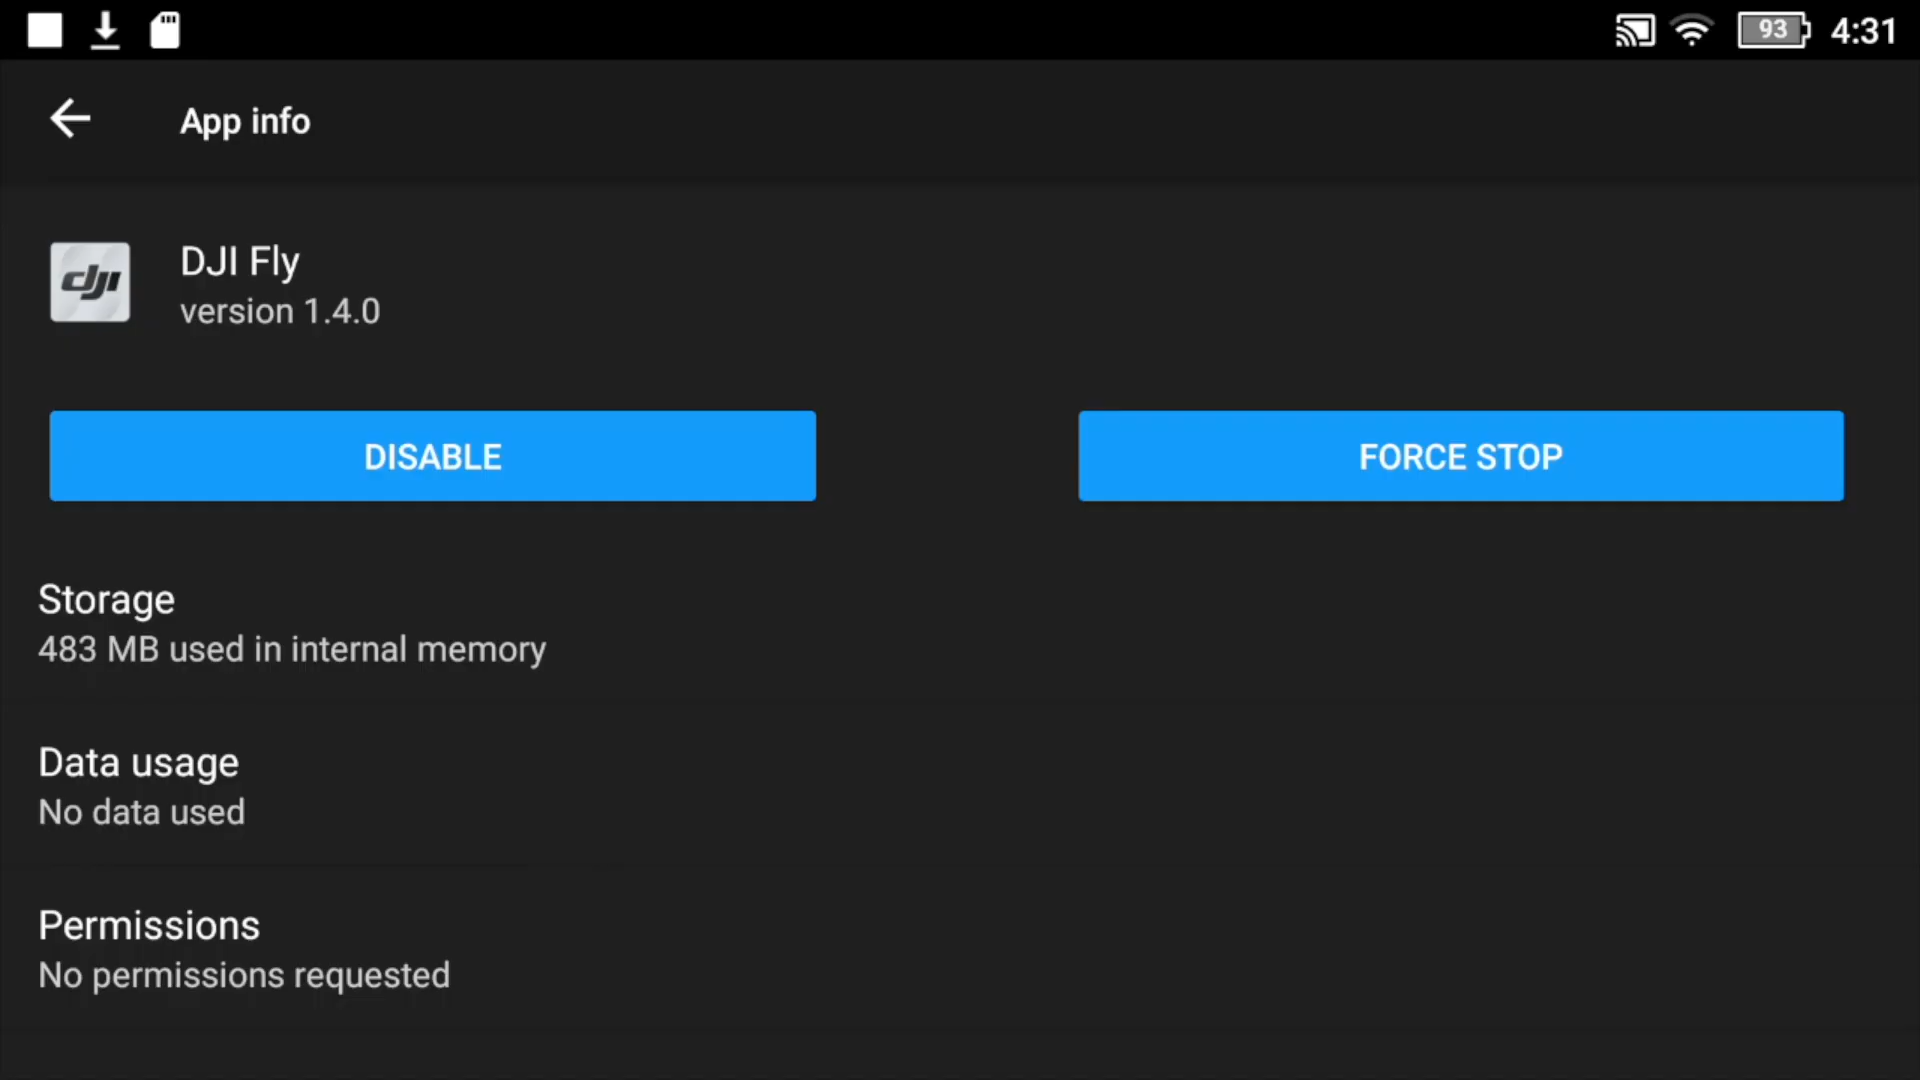 93 4:31
App info
dji
DJI Fly
version 1.4.0
DISABLE FORCE STOP
Storage
483 MB used in internal memory
Data usage
No data used
Permissions
No permissions requested